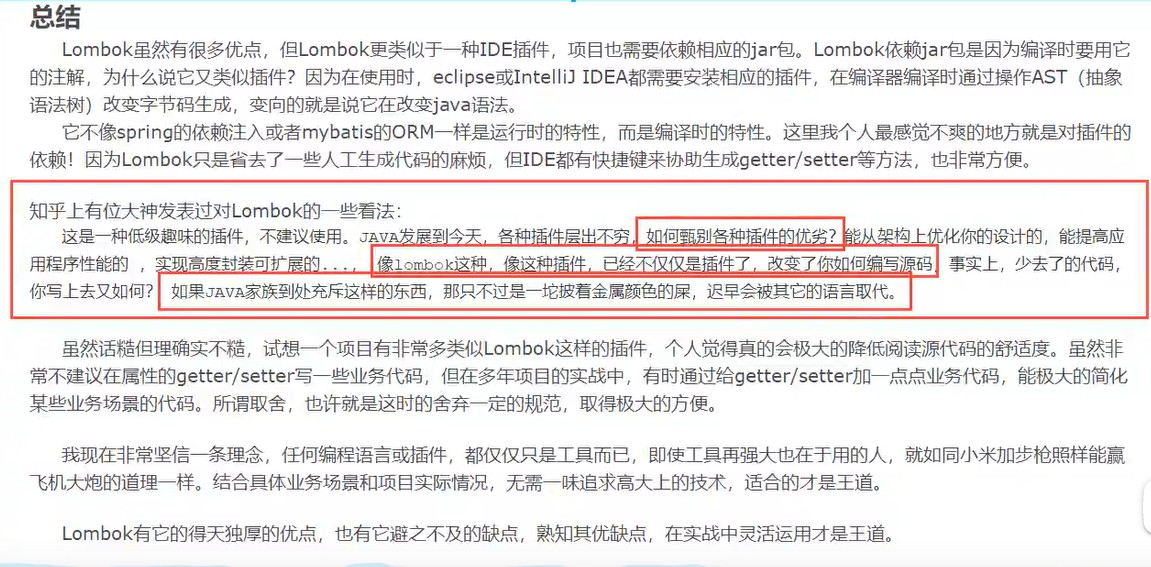 总结
Lombok虽然有很多优点，但Lombok更类似于一种IDE插件，项目也需要依赖相应的jar包。Lombok依赖jar包是因为编译时要用它
的注解，为什么说它又类似插件？因为在使用时，eclipse或IntelliJ IDEA都需要安装相应的插件，在编译器编译时通过操作AST（抽象
语法树）改变字节码生成，变向的就是说它在改变java语法。
它不像spring的依赖注入或者mybatis的ORM一样是运行时的特性，而是编译时的特性。这里我个人最感觉不爽的地方就是对插件的
依赖！因为Lombok只是省去了一些人工生成代码的麻烦，但IDE都有快捷键来协助生成getter/setter等方法，也非常方便。
知乎上有位大神发表过对Lombok的一些看法：
这是一种低级趣味的插件，不建议使用。JAVA发展到今天，各种插件层出不穷，如何甄别各种插件的优劣？能从架构上优化你的设计的，能提高应
用程序性能的 ，实现高度封装可扩展的...， 像lombok这种，像这种插件，已经不仅仅是插件了，改变了你如何编写源码，事实上，少去了的代码，
你写上去又如何？ 如果JAVA家族到处充斥这样的东西，那只不过是一坨披着金属颜色的屎，迟早会被其它的语言取代。
虽然话糙但理确实不糙，试想一个项目有非常多类似Lombok这样的插件，个人觉得真的会极大的降低阅读源代码的舒适度。虽然非
常不建议在属性的getter/setter写一些业务代码，但在多年项目的实战中，有时通过给getter/setter加一点点业务代码，能极大的简化
某些业务场景的代码。所谓取舍，也许就是这时的舍弃一定的规范，取得极大的方便。
我现在非常坚信一条理念，任何编程语言或插件，都仅仅只是工具而已，即使工具再强大也在于用的人，就如同小米加步枪照样能赢
飞机大炮的道理一样。结合具体业务场景和项目实际情况，无需一味追求高大上的技术，适合的才是王道。
Lombok有它的得天独厚的优点，也有它避之不及的缺点，熟知其优缺点，在实战中灵活运用才是王道。